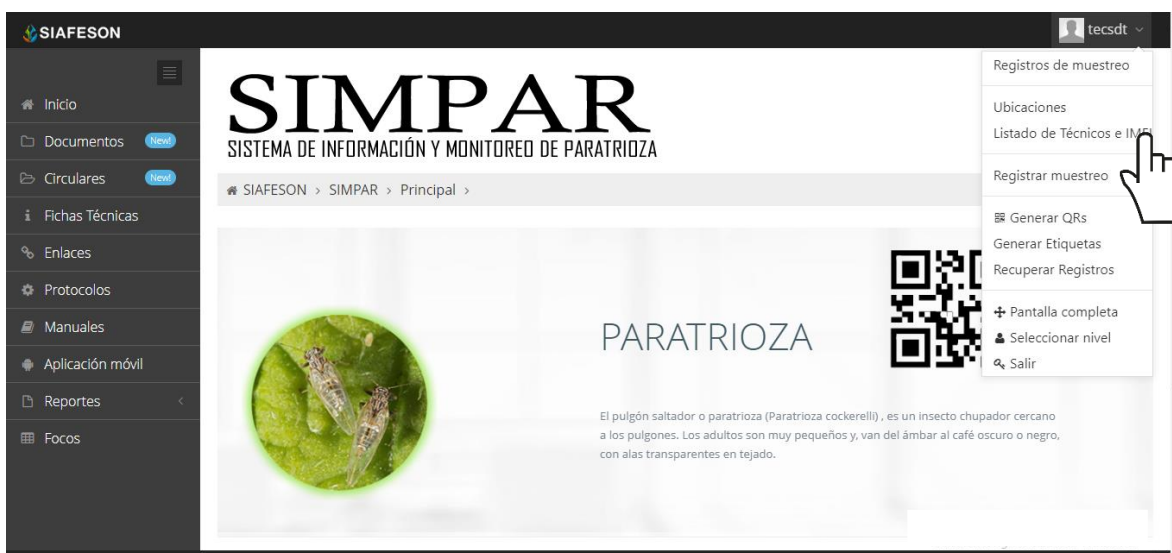 SIAFESON
tecsdt
Inicio
Documentos New!
Circulares New!
Fichas Técnicas
Enlaces
Protocolos
Manuales
Aplicación móvil
Reportes
Focos
SIMPAR
SISTEMA DE INFORMACIÓN Y MONITOREO DE PARATRIOZA
SIAFESON > SIMPAR > Principal >
PARATRIOZA
El pulgón saltador o paratrioza (Paratrioza cockerelli) , es un insecto chupador cercano
a los pulgones. Los adultos son muy pequeños y, van del ámbar al café oscuro o negro,
con alas transparentes en tejado.
Registros de muestreo
Ubicaciones
Listado de Técnicos e IMEI
Registrar muestreo
Generar QRs
Generar Etiquetas
Recuperar Registros
Pantalla completa
Seleccionar nivel
Salir